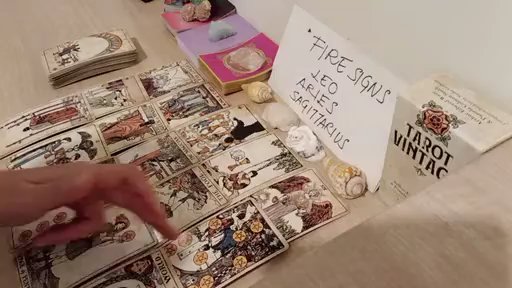 FIRE SIGNS
LEO
ARIES
SAGITTARIUS
TAROT
VINTAG